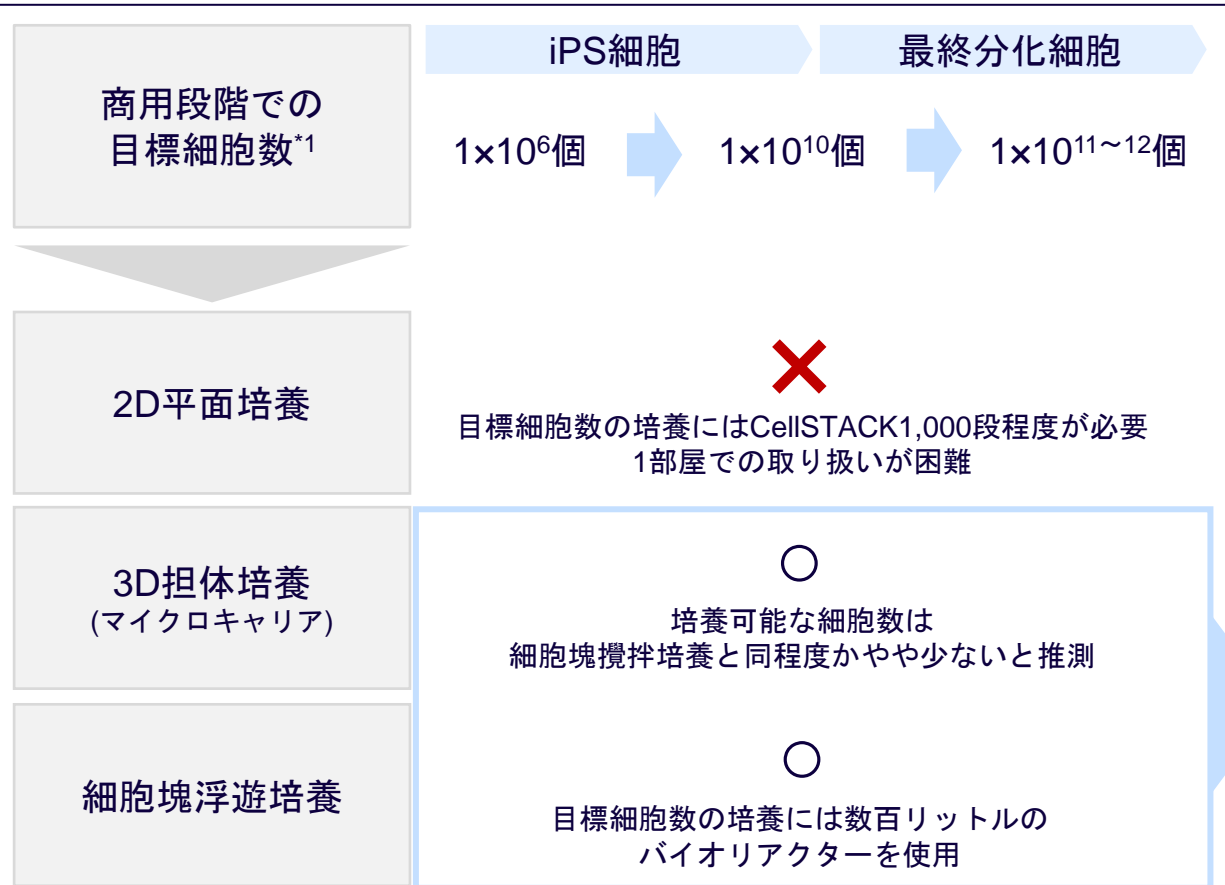 iPS細胞 最終分化細胞
商用段階での
目標細胞数*1
1×10⁶個 1×10¹⁰個 1×10¹¹~¹²個
2D平面培養
×
目標細胞数の培養にはCellSTACK1,000段程度が必要
1部屋での取り扱いが困難
3D担体培養
(マイクロキャリア)
○
培養可能な細胞数は
細胞塊攪拌培養と同程度かやや少ないと推測
細胞塊浮遊培養
○
目標細胞数の培養には数百リットルの
バイオリアクターを使用